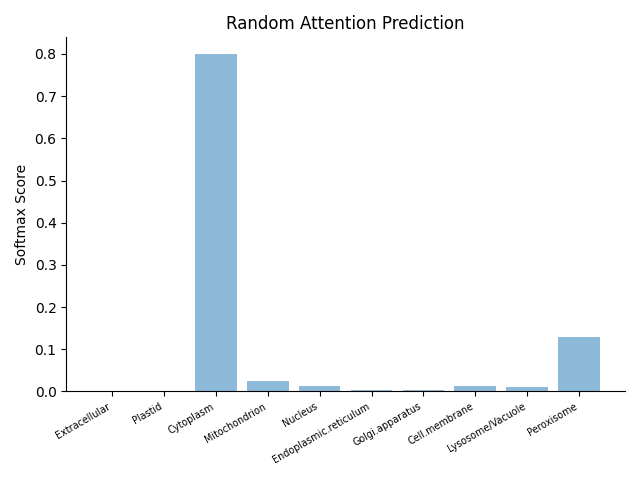 Random Attention Prediction
Softmax Score
0.8
0.7
0.6
0.5
0.4
0.3
0.2
0.1
0.0
Extracellular
Plastid
Cytoplasm
Mitochondrion
Nucleus
Endoplasmic.reticulum
Golgi.apparatus
Cell.membrane
Lysosome/Vacuole
Peroxisome